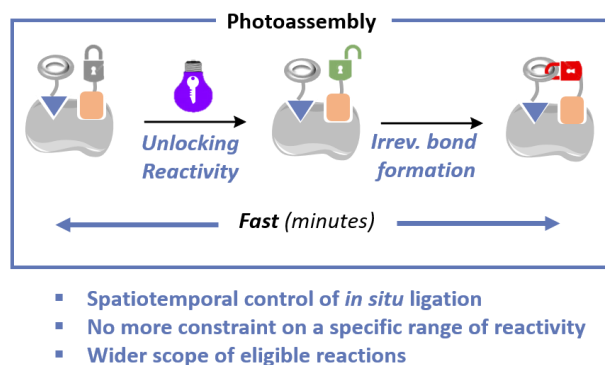 Photoassembly
Unlocking
Reactivity
Irrev. bond
formation
Fast (minutes)
▪ Spatiotemporal control of in situ ligation
▪ No more constraint on a specific range of reactivity
▪ Wider scope of eligible reactions